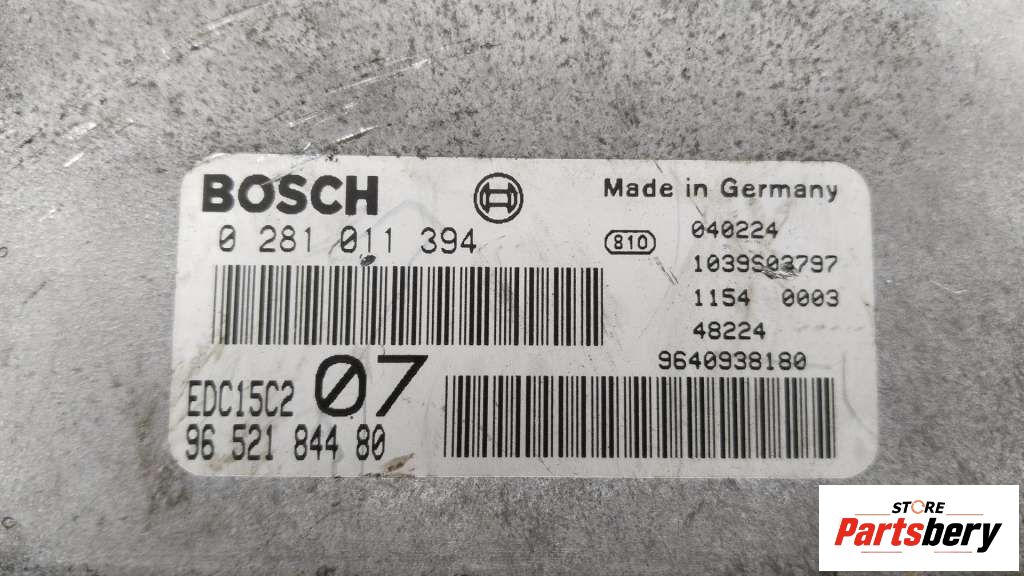 BOSCH
Made in Germany
0 281 011 394
810
040224
1039S03797
1154 0003
48224
9640938180
EDC15C2 07
96 521 844 80
STORE
Partsbery